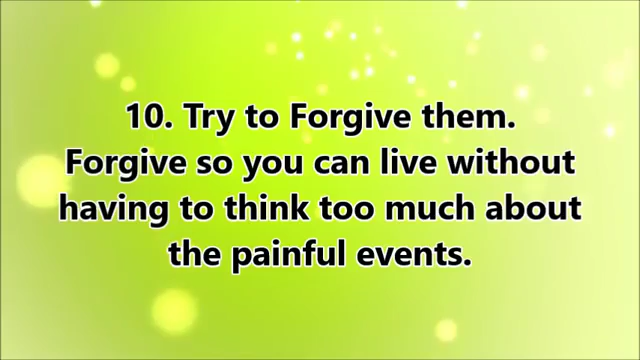 10. Try to Forgive them.
Forgive so you can live without
having to think too much about
the painful events.